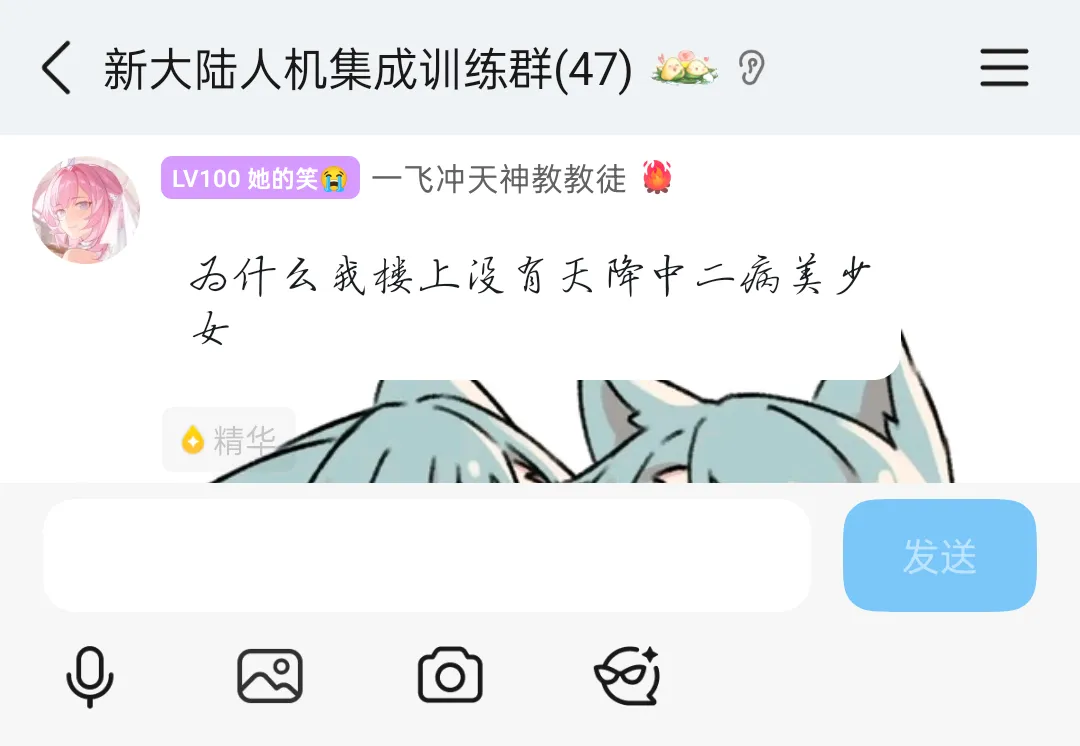 新大陆人机集成训练群(47)
LV100 她的笑😭 一飞冲天神教教徒
为什么我楼上没有天降中二病美少
女
精华
发送